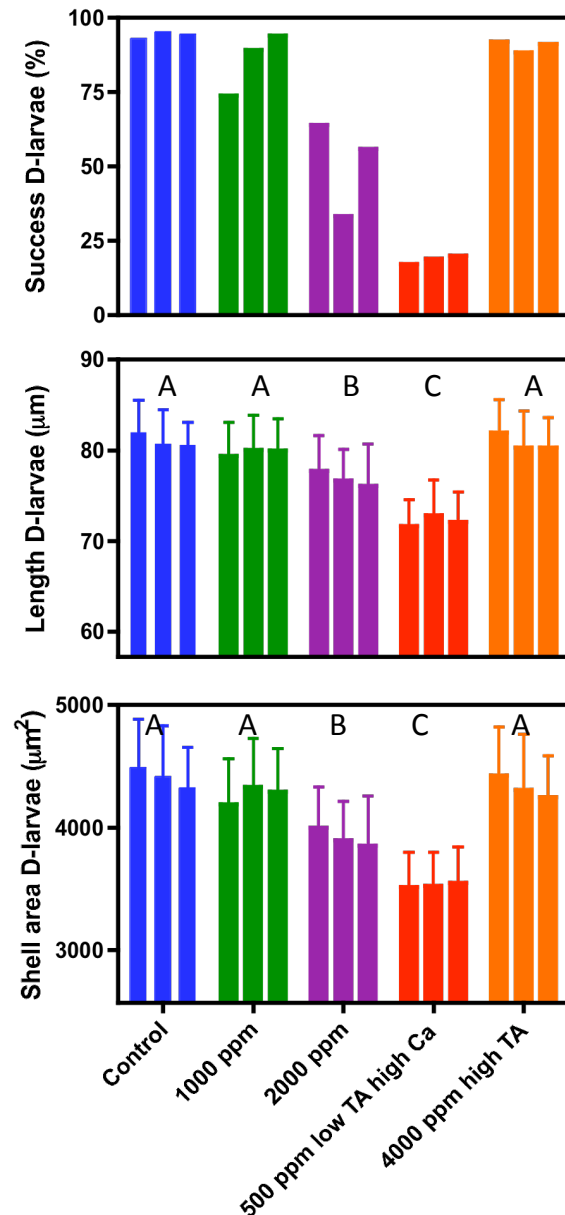 Success D-larvae (%)
100
75
50
25
0
Length D-larvae (μm)
90
80
70
60
A A B C A
Shell area D-larvae (μm²)
5000
4000
3000
A A B C A
Control
1000 ppm
2000 ppm
500 ppm low TA high Ca
4000 ppm high TA